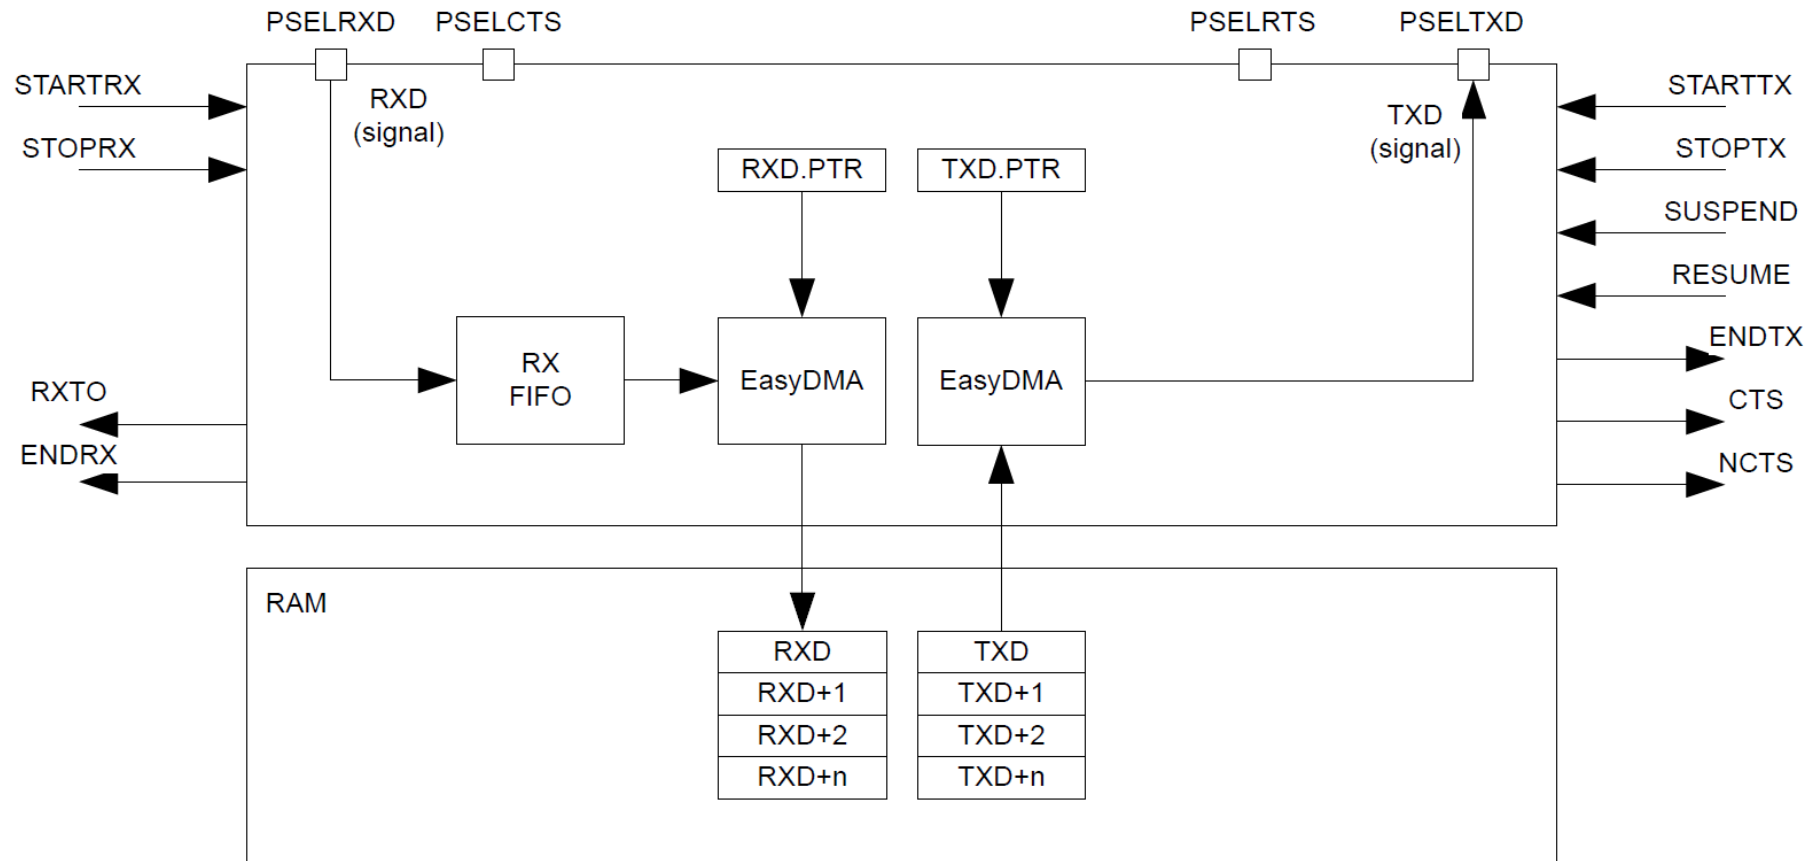 PSELRXD
PSELCTS
PSELRTS
PSELTXD
STARTRX
STOPRX
RXTO
ENDRX
RXD
(signal)
RXD.PTR
TXD.PTR
TXD
(signal)
RX
FIFO
EasyDMA
EasyDMA
STARTTX
STOPTX
SUSPEND
RESUME
ENDTX
CTS
NCTS
RAM
RXD
RXD+1
RXD+2
RXD+n
TXD
TXD+1
TXD+2
TXD+n